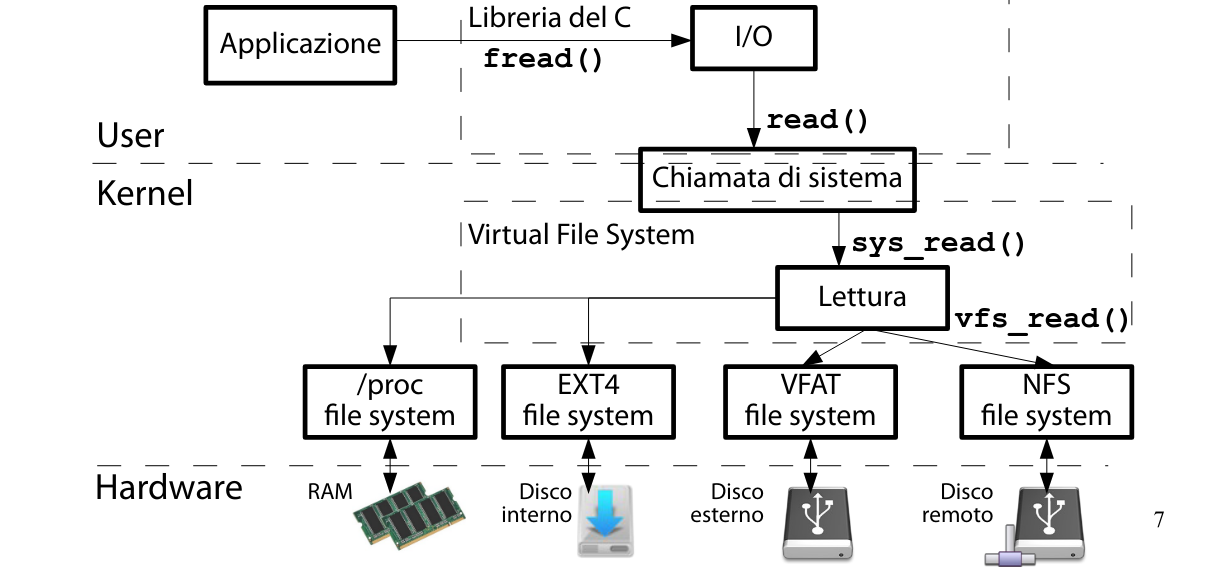 Libreria del C
Applicazione
I/O
fread()
read()
User
Kernel
Chiamata di sistema
Virtual File System
sys_read()
Lettura
vfs_read()
/proc
file system
EXT4
file system
VFAT
file system
NFS
file system
Hardware
RAM
Disco
interno
Disco
esterno
Disco
remoto
7